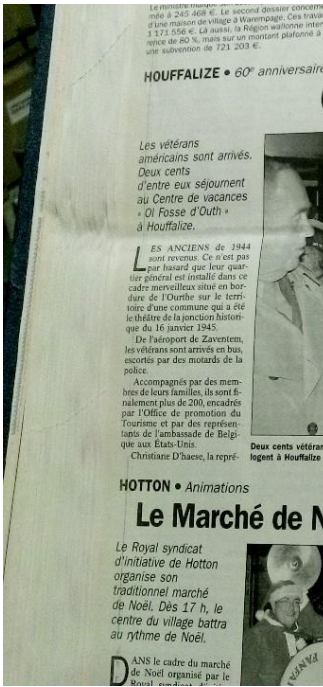 Le ministre
mée à 245 468 €. Le second dossier concerne
d'une maison de village à Warempage. Ces travau
1 171 556 €. Là aussi, la Région wallonne inter
rence de 80 %, mais sur un montant plafonné à
une subvention de 721 203 €.
HOUFFALIZE • 60e anniversaire
Les vétérans
américains sont arrivés.
Deux cents
d'entre eux séjournent
au Centre de vacances
« Ol Fosse d'Outh »
à Houffalize.
LES ANCIENS de 1944
sont revenus. Ce n'est pas
par hasard que leur quar-
tier général est installé dans ce
cadre merveilleux situé en bor-
dure de l'Ourthe sur le terri-
toire d'une commune qui a été
le théâtre de la jonction histori-
que du 16 janvier 1945.
De l'aéroport de Zaventem,
les vétérans sont arrivés en bus,
escortés par des motards de la
police.
Accompagnés par des mem-
bres de leurs familles, ils sont fi-
nalement plus de 200, encadrés
par l'Office de promotion du
Tourisme et par des représen-
tants de l'ambassade de Belgi-
que aux États-Unis.
Christiane D'haese, la repré-
Deux cents vétéran
logent à Houffalize
HOTTON • Animations
Le Marché de N
Le Royal syndicat
d'initiative de Hotton
organise son
traditionnel marché
de Noël. Dès 17 h, le
centre du village battra
au rythme de Noël.
DANS le cadre du marché
de Noël organisé par le
Royal syndicat
FANFA